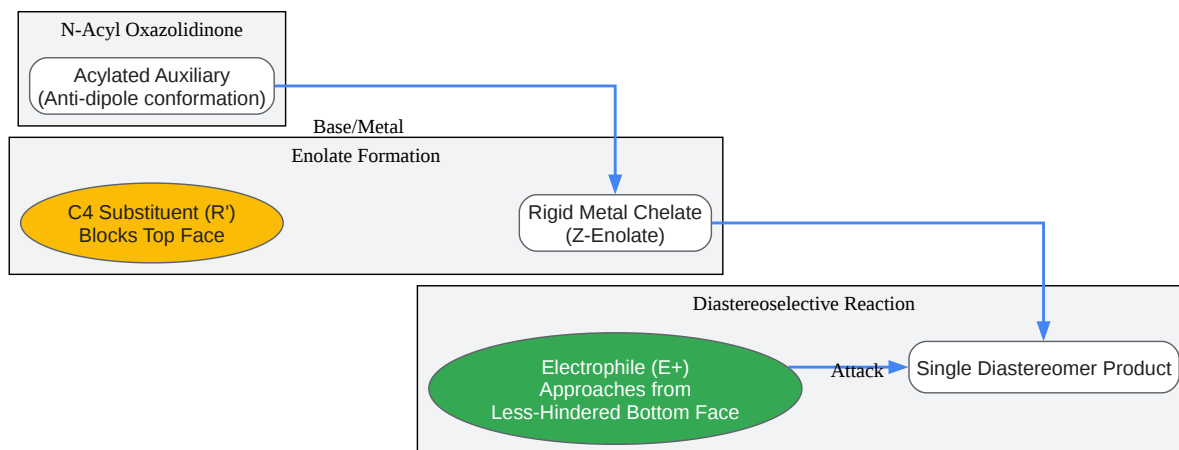 N-Acyl Oxazolidinone
Acylated Auxiliary
(Anti-dipole conformation)
Base/Metal
Enolate Formation
C4 Substituent (R')
Blocks Top Face
Rigid Metal Chelate
(Z-Enolate)
Diastereoselective Reaction
Electrophile (E+)
Approaches from
Less-Hindered Bottom Face
Attack
Single Diastereomer Product